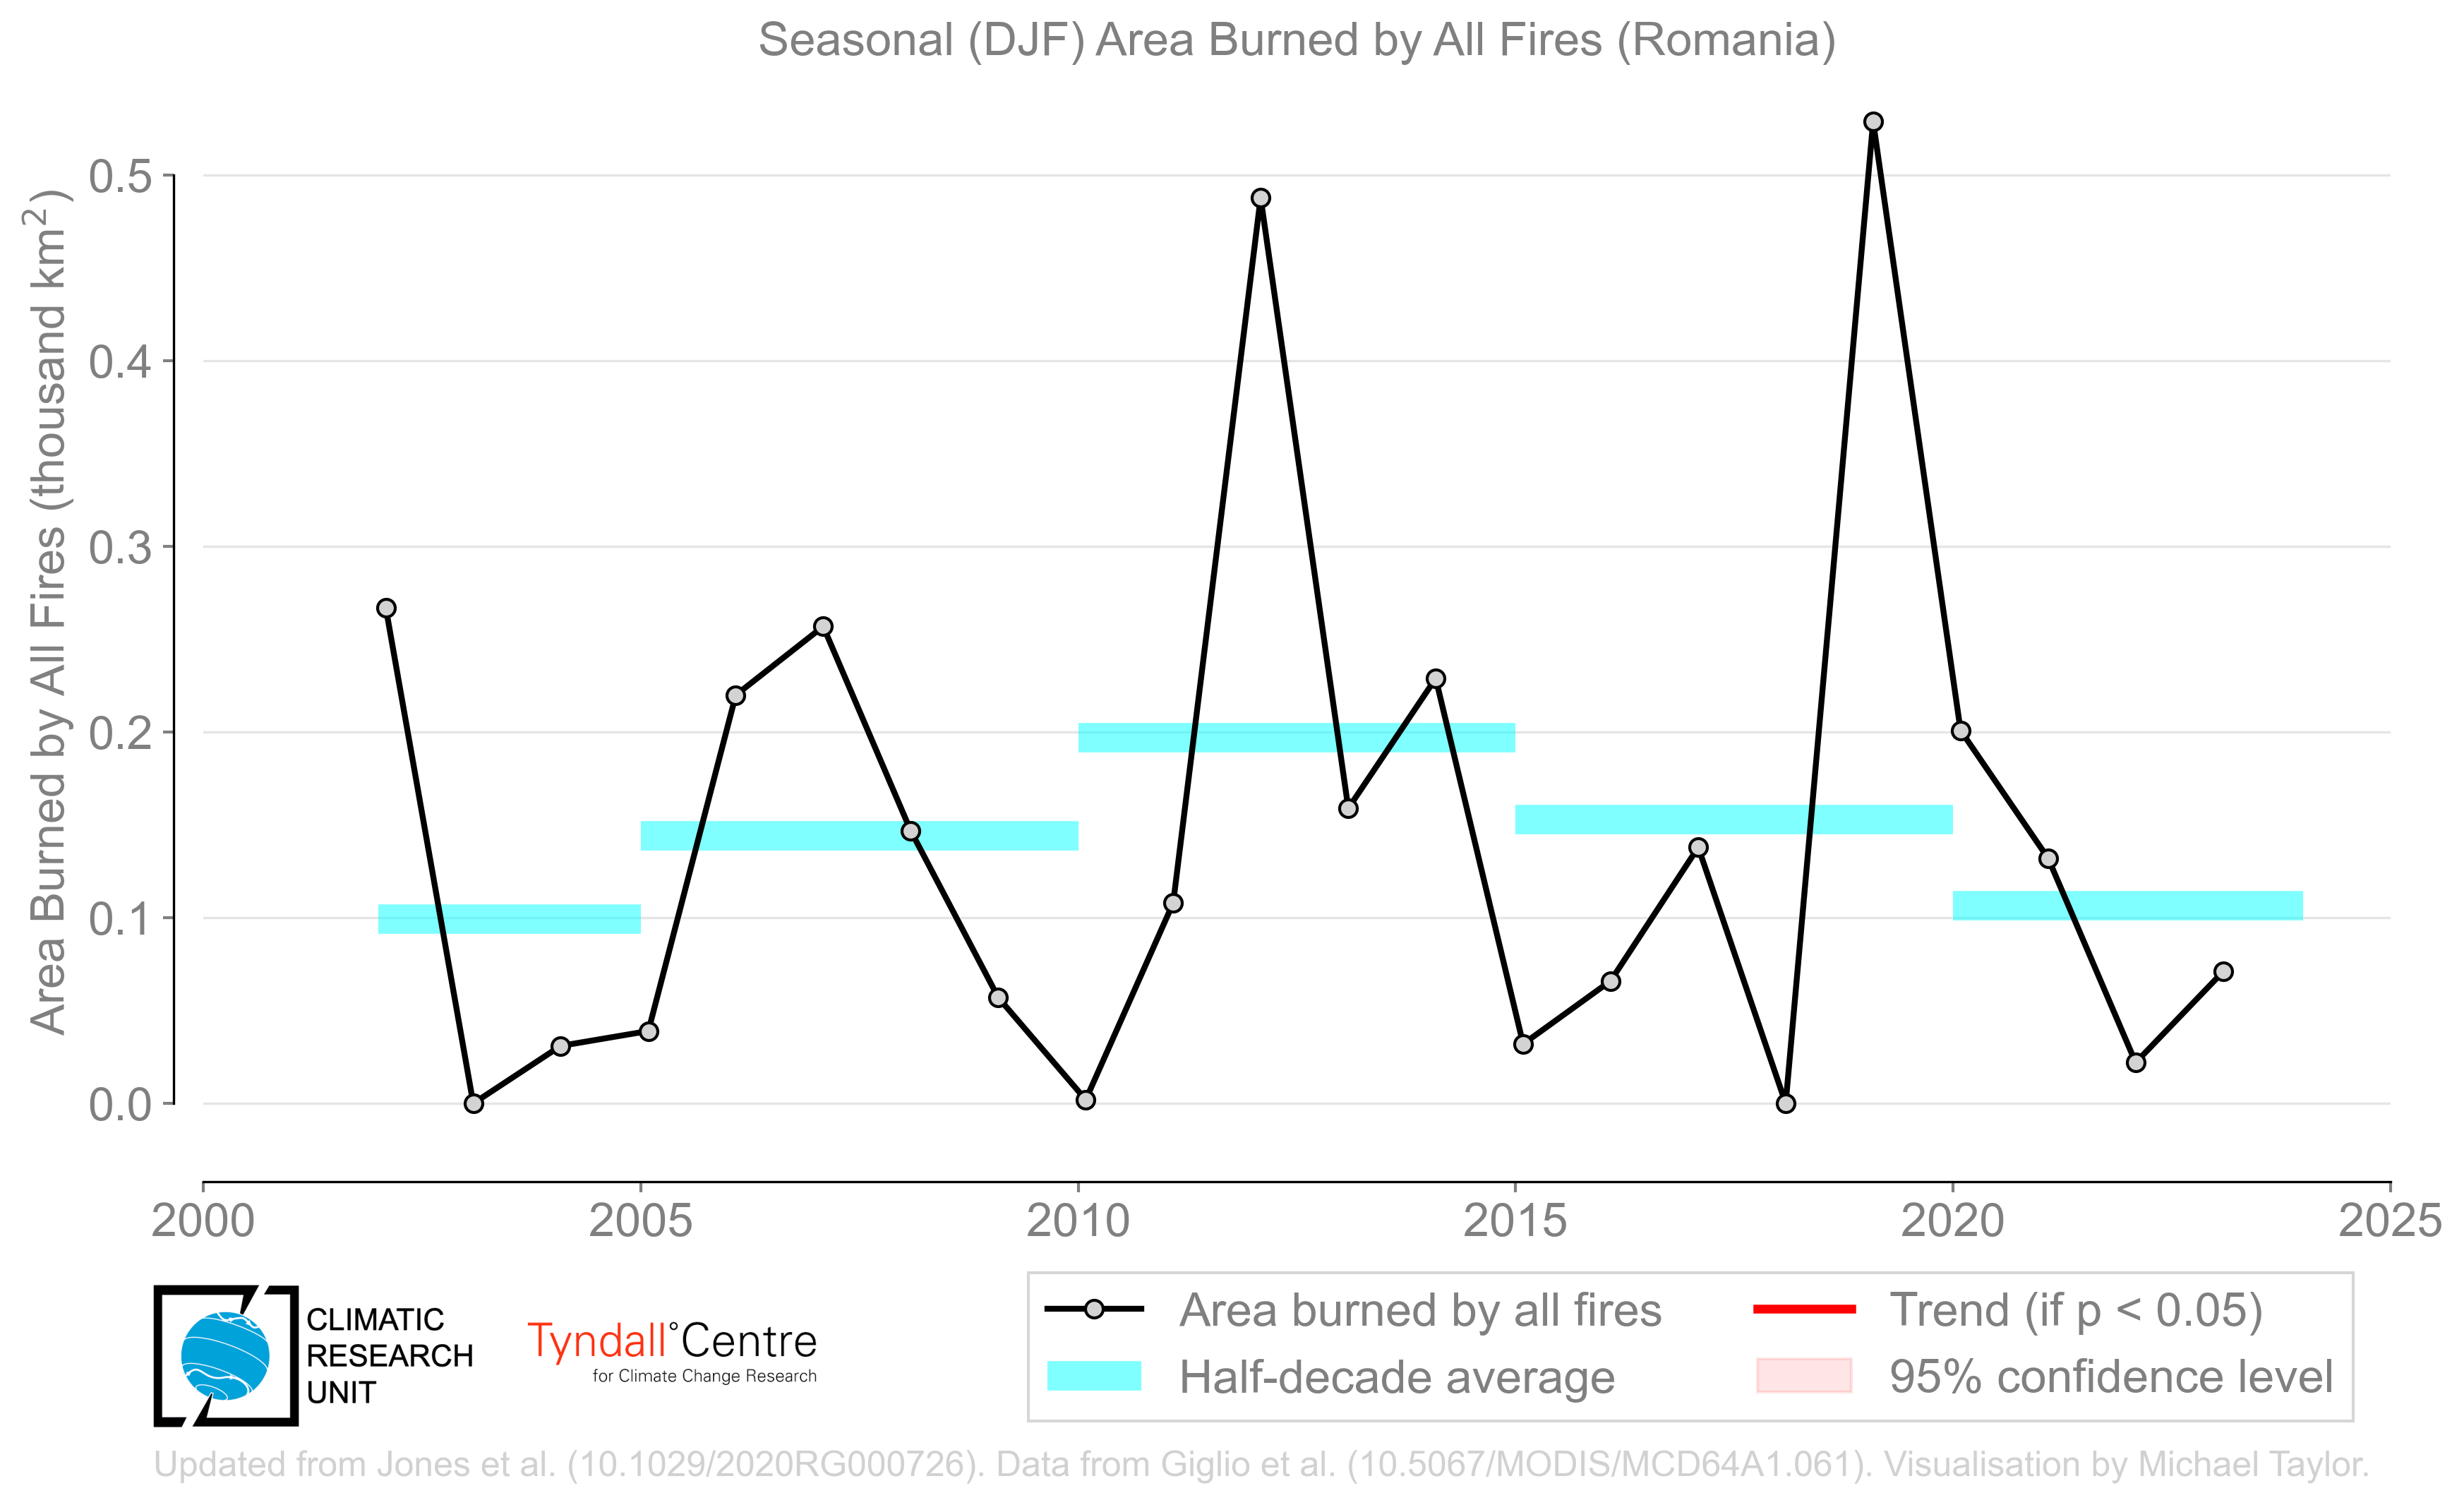 Seasonal (DJF) Area Burned by All Fires (Romania)
Area Burned by All Fires (thousand km²)
0.5
0.4
0.3
0.2
0.1
0.0
2000 2005 2010 2015 2020 2025
Area burned by all fires
Half-decade average
Trend (if p < 0.05)
95% confidence level
CLIMATIC
RESEARCH
UNIT
Tyndall°Centre
for Climate Change Research
Updated from Jones et al. (10.1029/2020RG000726). Data from Giglio et al. (10.5067/MODIS/MCD64A1.061). Visualisation by Michael Taylor.